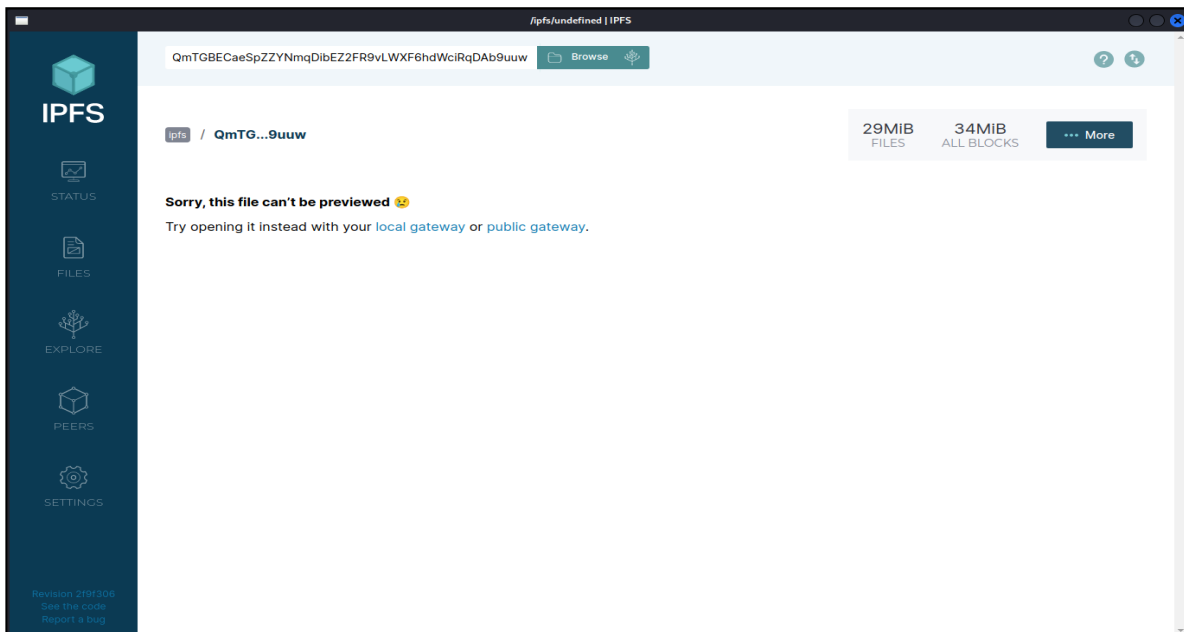 /ipfs/undefined | IPFS
QmTGBECaeSpZZYNmqDibEZ2FR9vLWXF6hdWciRqDAb9uuw
Browse
IPFS
ipfs / QmTG...9uuw
29MiB
FILES
34MiB
ALL BLOCKS
••• More
STATUS
Sorry, this file can't be previewed 😢
Try opening it instead with your local gateway or public gateway.
FILES
EXPLORE
PEERS
SETTINGS
Revision 2f9f306
See the code
Report a bug